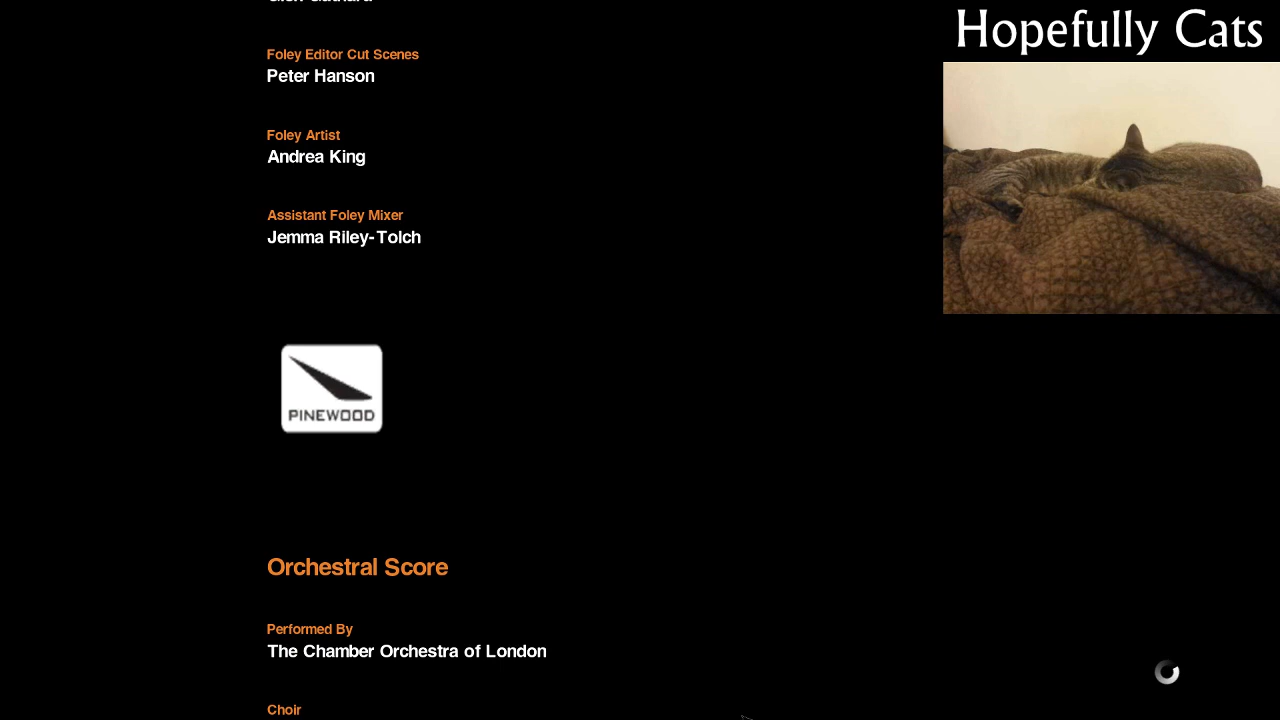 Hopefully Cats
Foley Editor Cut Scenes
Peter Hanson
Foley Artist
Andrea King
Assistant Foley Mixer
Jemma Riley-Tolch
PINEWOOD
Orchestral Score
Performed By
The Chamber Orchestra of London
Choir